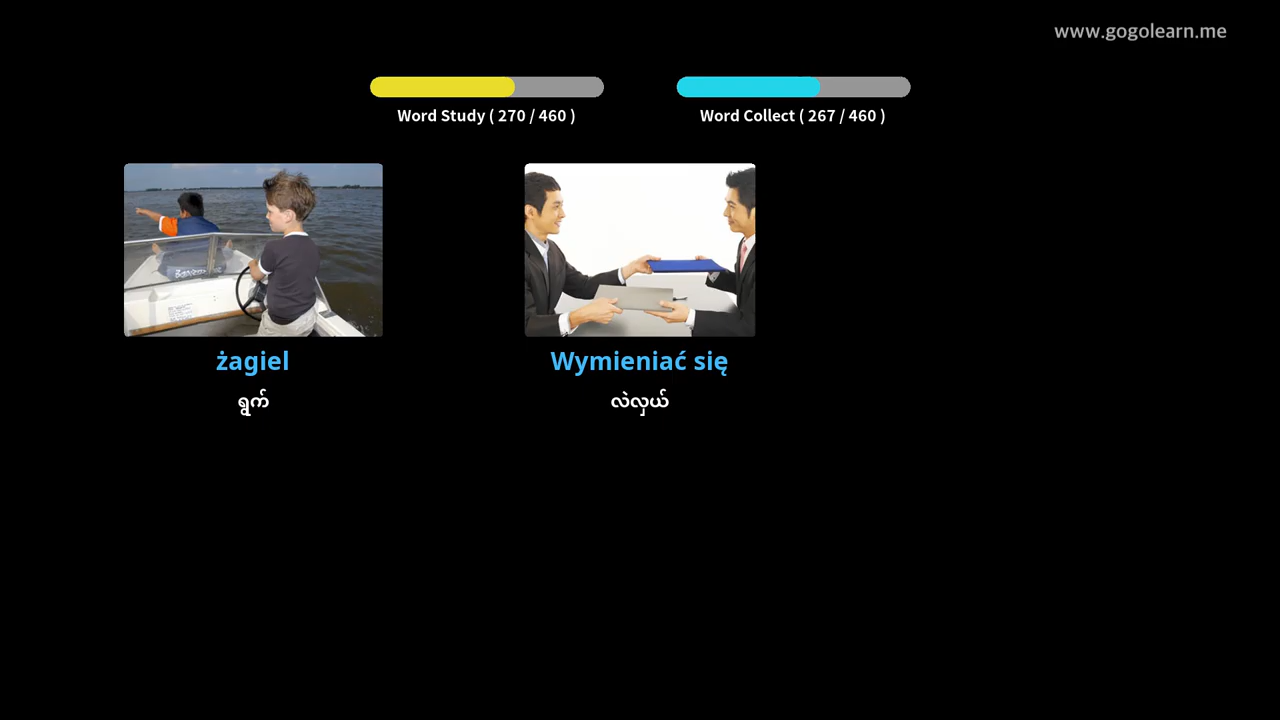 www.gogolearn.me
Word Study ( 270 / 460 )
Word Collect ( 267 / 460 )
żagiel
Wymieniać się
ရွက်
လဲလှယ်